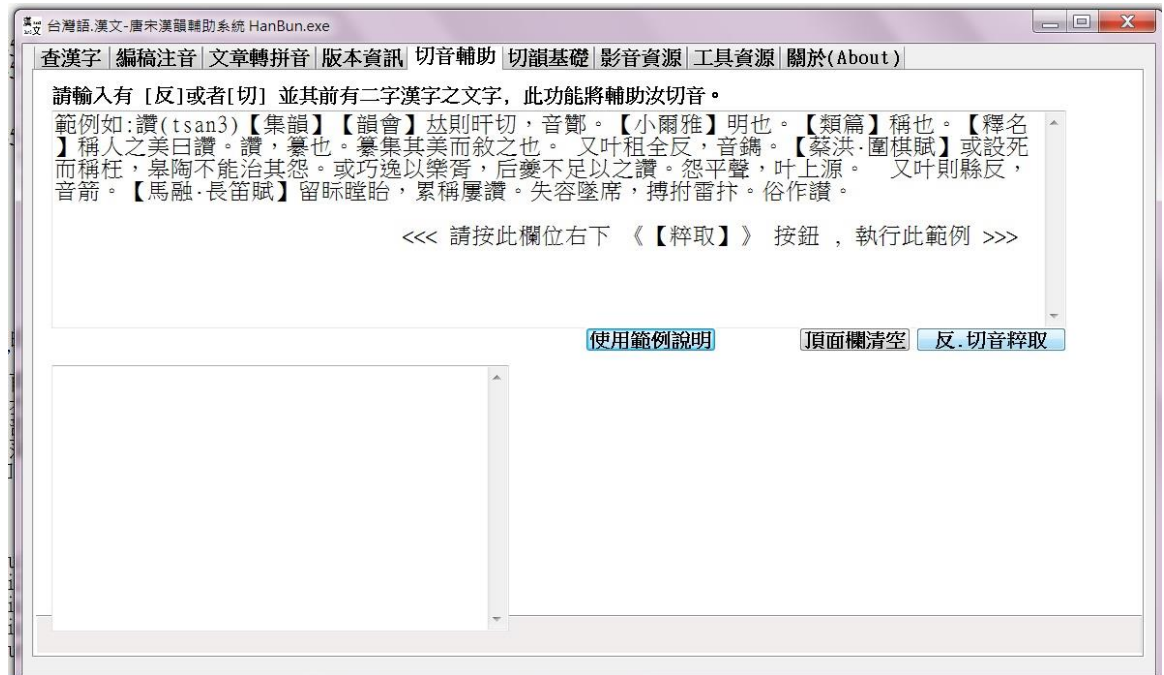 台灣語.漢文-唐宋漢韻輔助系統 HanBun.exe
查漢字 編稿注音 文章轉拼音 版本資訊 切音輔助 切韻基礎 影音資源 工具資源 關於(About)
請輸入有 [反]或者[切] 並其前有二字漢字之文字, 此功能將輔助汝切音。
範例如:讚(tsan3)【集韻】【韻會】𡘋則旰切，音酇。【小爾雅】明也。【類篇】稱也。【釋名
】稱人之美曰讚。讚，纂也。纂集其美而敘之也。 又叶租全反，音鐫。【蔡洪·圍棋賦】或設死
而稱枉，皋陶不能治其怨。或巧逸以樂胥，后夔不足以之讚。怨平聲，叶上源。 又叶則縣反，
音箭。【馬融·長笛賦】留眎瞠眙，累稱屢讚。失容墜席，搏拊雷抃。俗作讃。
<<< 請按此欄位右下 《【粹取】》 按鈕 , 執行此範例 >>>
使用範例說明 頂面欄清空 反.切音粹取